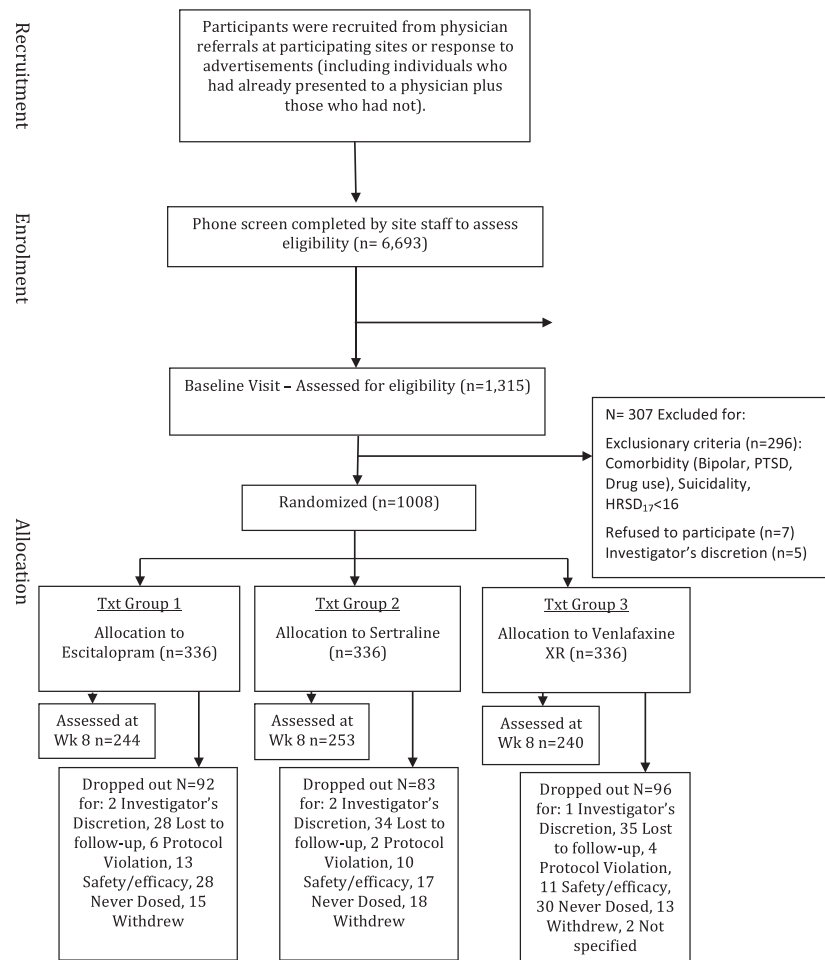 Recruitment
Participants were recruited from physician
referrals at participating sites or response to
advertisements (including individuals who
had already presented to a physician plus
those who had not).
Enrolment
Phone screen completed by site staff to assess
eligibility (n= 6,693)
Baseline Visit – Assessed for eligibility (n=1,315)
N= 307 Excluded for:
Exclusionary criteria (n=296):
Comorbidity (Bipolar, PTSD,
Drug use), Suicidality,
HRSD17<16
Refused to participate (n=7)
Investigator's discretion (n=5)
Randomized (n=1008)
Allocation
Txt Group 1
Allocation to
Escitalopram (n=336)
Txt Group 2
Allocation to Sertraline
(n=336)
Txt Group 3
Allocation to Venlafaxine
XR (n=336)
Assessed at
Wk 8 n=244
Assessed at
Wk 8 n=253
Assessed at
Wk 8 n=240
Dropped out N=92
for: 2 Investigator's
Discretion, 28 Lost
to follow-up, 6 Protocol
Violation, 13
Safety/efficacy, 28
Never Dosed, 15
Withdrew
Dropped out N=83
for: 2 Investigator's
Discretion, 34 Lost to
follow-up, 2 Protocol
Violation, 10
Safety/efficacy, 17
Never Dosed, 18
Withdrew
Dropped out N=96
for: 1 Investigator's
Discretion, 35 Lost
to follow-up, 4
Protocol Violation,
11 Safety/efficacy,
30 Never Dosed, 13
Withdrew, 2 Not
specified